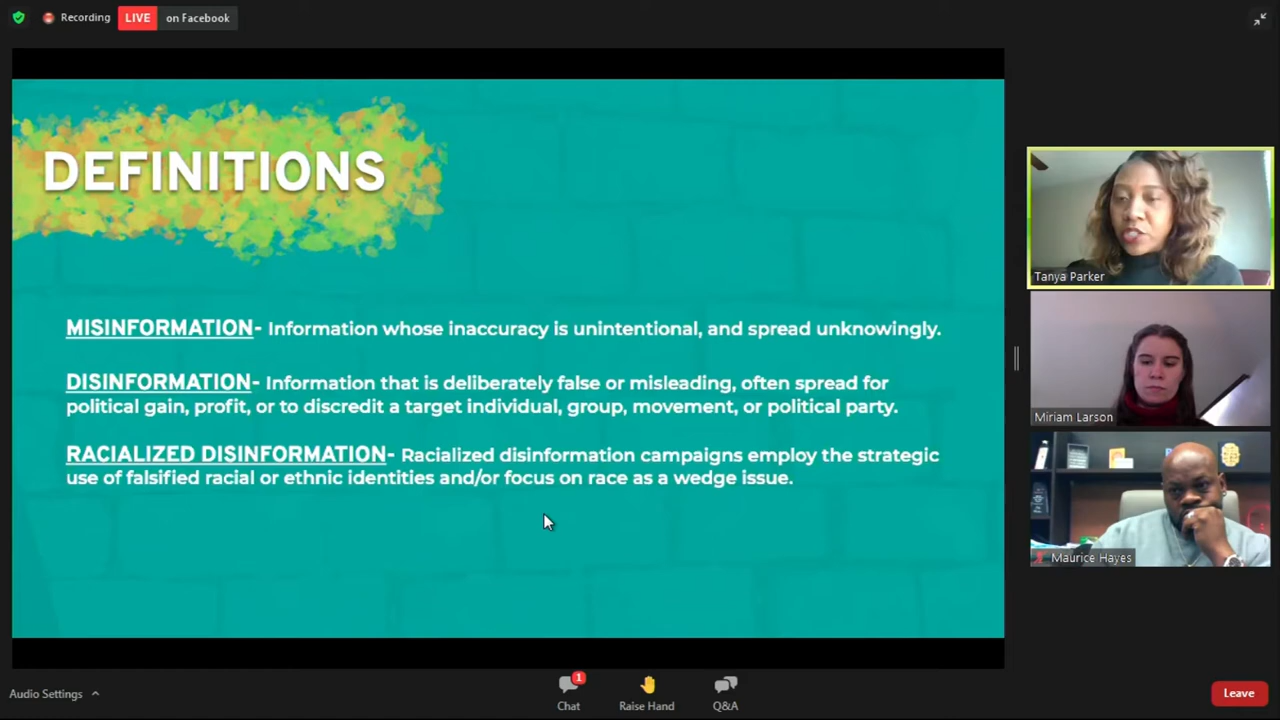 Recording
LIVE on Facebook
DEFINITIONS
MISINFORMATION- Information whose inaccuracy is unintentional, and spread unknowingly.
DISINFORMATION- Information that is deliberately false or misleading, often spread for
political gain, profit, or to discredit a target individual, group, movement, or political party.
RACIALIZED DISINFORMATION- Racialized disinformation campaigns employ the strategic
use of falsified racial or ethnic identities and/or focus on race as a wedge issue.
Tanya Parker
Miriam Larson
Maurice Hayes
Audio Settings
1
Chat
Raise Hand
Q&A
Leave